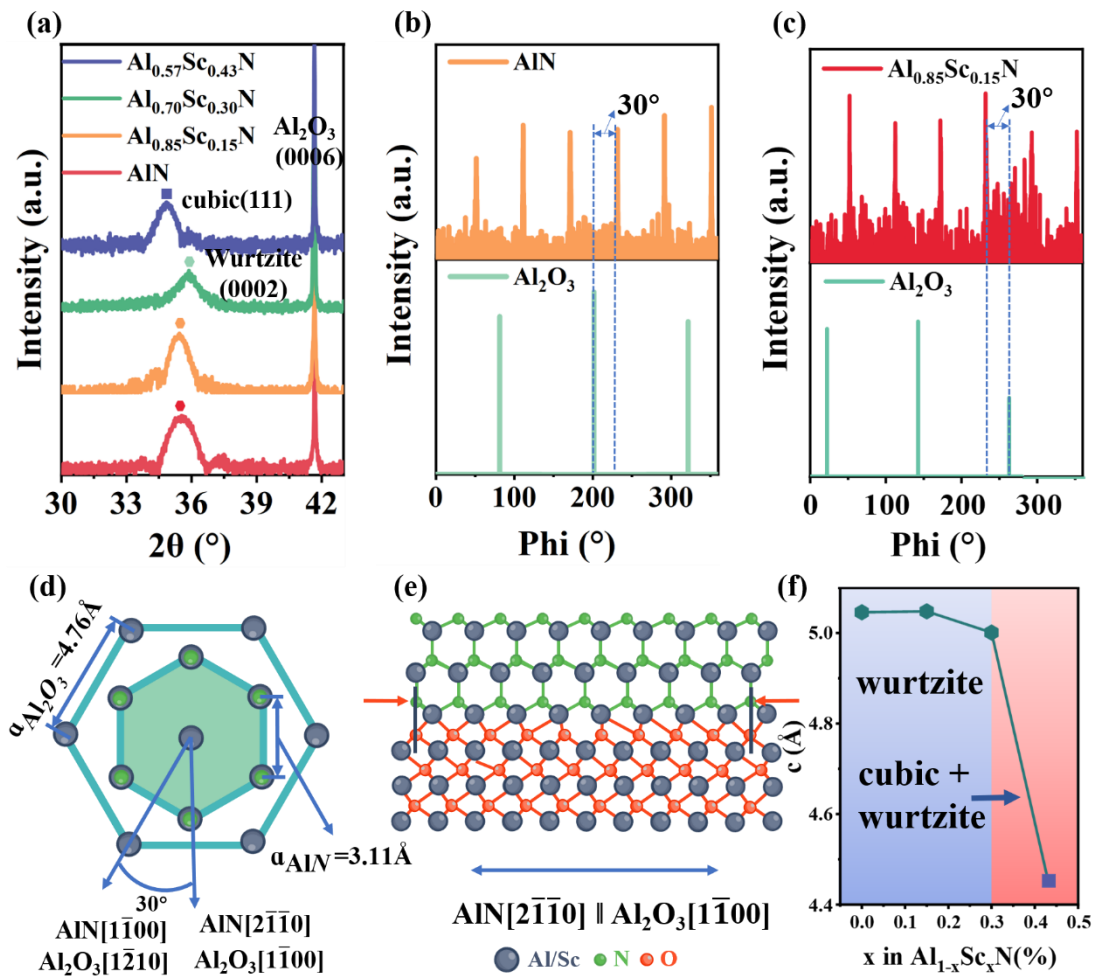 (a)
Al₀.₅₇Sc₀.₄₃N
Al₀.₇₀Sc₀.₃₀N
Al₀.₈₅Sc₀.₁₅N
AlN
Al₂O₃
(0006)
cubic(111)
Wurtzite
(0002)
Intensity (a.u.)
30 33 36 39 42
2θ (°)
(b)
AlN
30°
Al₂O₃
Intensity (a.u.)
0 100 200 300
Phi (°)
(c)
Al₀.₈₅Sc₀.₁₅N
30°
Al₂O₃
Intensity (a.u.)
0 100 200 300
Phi (°)
(d)
ɑAl₂O₃=4.76Å
ɑAlN=3.11Å
30°
AlN[11̄00]
Al₂O₃[12̄10]
AlN[21̄1̄0]
Al₂O₃[11̄00]
(e)
AlN[21̄1̄0] ∥ Al₂O₃[11̄00]
Al/Sc N O
(f)
5.0
4.8
4.6
4.4
c (Å)
wurtzite
cubic +
wurtzite
0.0 0.1 0.2 0.3 0.4 0.5
x in Al₁₋ₓScₓN(%)